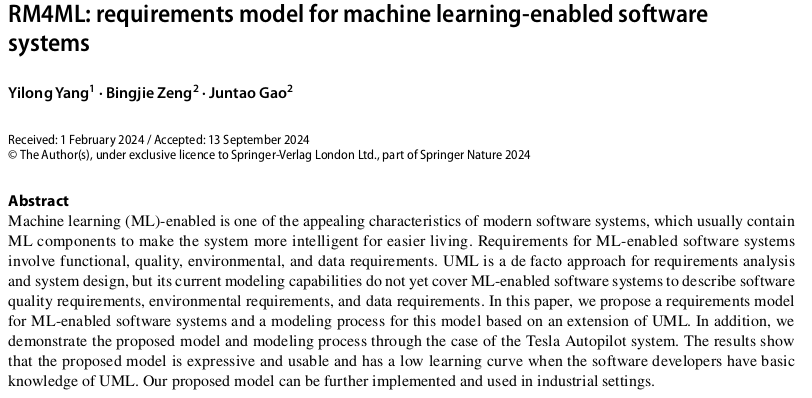 RM4ML: requirements model for machine learning-enabled software
systems
Yilong Yang1 · Bingjie Zeng2 · Juntao Gao2
Received: 1 February 2024 / Accepted: 13 September 2024
© The Author(s), under exclusive licence to Springer-Verlag London Ltd., part of Springer Nature 2024
Abstract
Machine learning (ML)-enabled is one of the appealing characteristics of modern software systems, which usually contain
ML components to make the system more intelligent for easier living. Requirements for ML-enabled software systems
involve functional, quality, environmental, and data requirements. UML is a de facto approach for requirements analysis
and system design, but its current modeling capabilities do not yet cover ML-enabled software systems to describe software
quality requirements, environmental requirements, and data requirements. In this paper, we propose a requirements model
for ML-enabled software systems and a modeling process for this model based on an extension of UML. In addition, we
demonstrate the proposed model and modeling process through the case of the Tesla Autopilot system. The results show
that the proposed model is expressive and usable and has a low learning curve when the software developers have basic
knowledge of UML. Our proposed model can be further implemented and used in industrial settings.